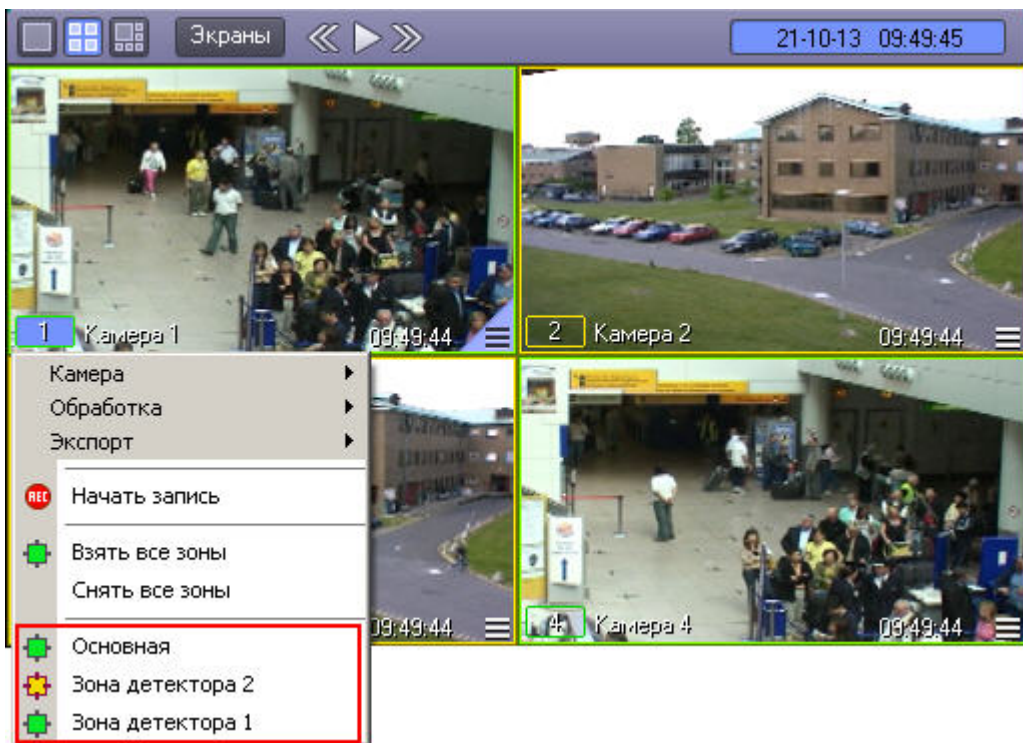 Экраны
21-10-13 09:49:45
1 Камера 1 09:49:44
2 Камера 2 09:49:44
Камера
Обработка
Экспорт
REC Начать запись
Взять все зоны
Снять все зоны
Основная
Зона детектора 2
Зона детектора 1
09:49:44
4 Камера 4 09:49:44